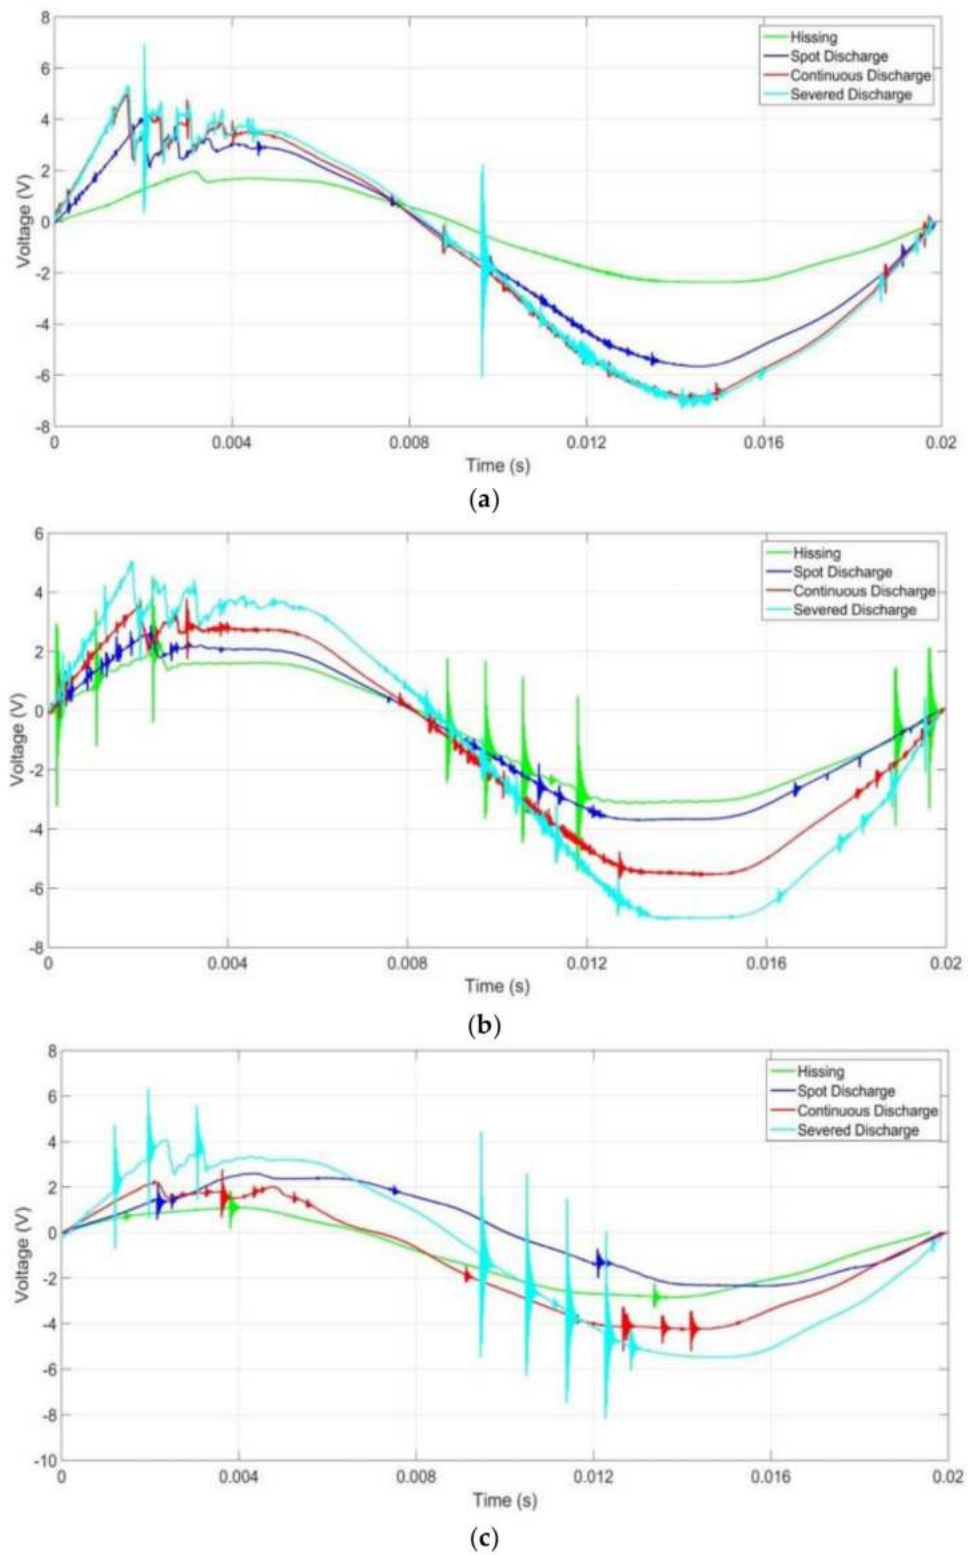 8
6
4
2
0
-2
-4
-6
-8
Voltage (V)
Hissing
Spot Discharge
Continuous Discharge
Severed Discharge
0 0.004 0.008 0.012 0.016 0.02
Time (s)
(a)
6
4
2
0
-2
-4
-6
-8
Voltage (V)
Hissing
Spot Discharge
Continuous Discharge
Severed Discharge
0 0.004 0.008 0.012 0.016 0.02
Time (s)
(b)
8
6
4
2
0
-2
-4
-6
-8
-10
Voltage (V)
Hissing
Spot Discharge
Continuous Discharge
Severed Discharge
0 0.004 0.008 0.012 0.016 0.02
Time (s)
(c)